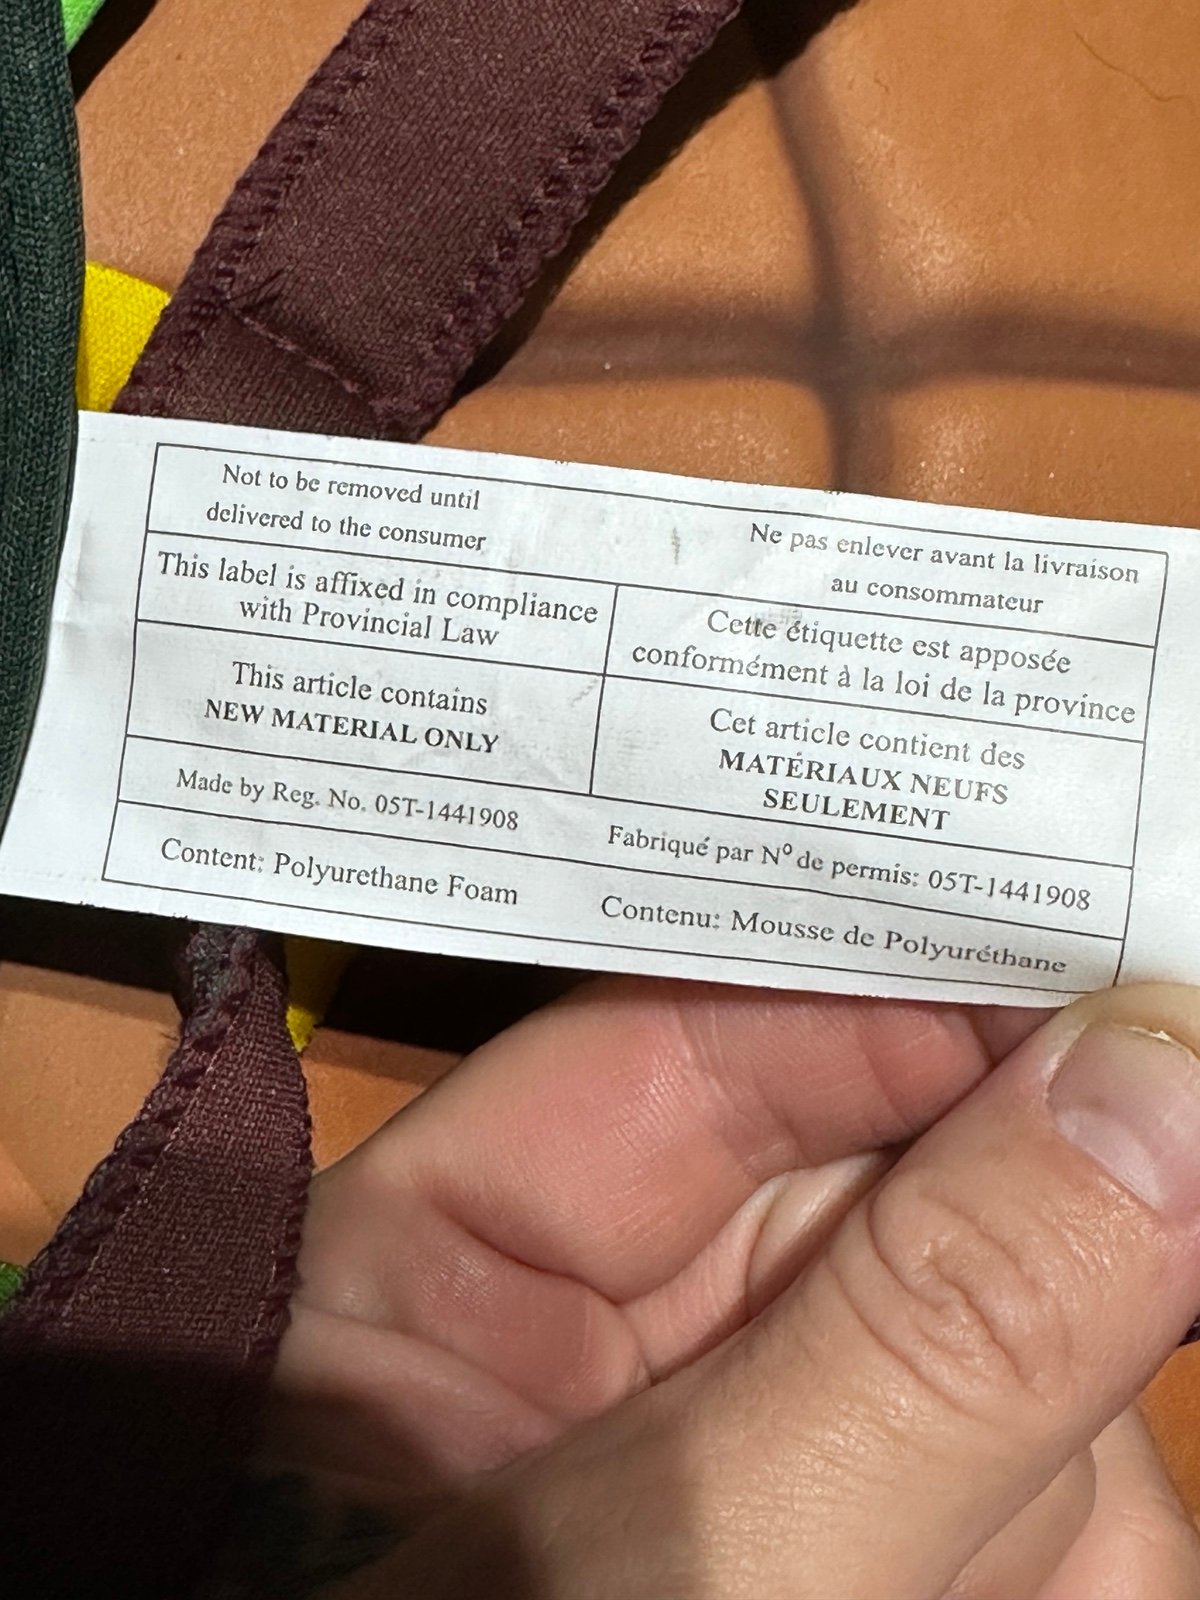 Not to be removed until
delivered to the consumer
Ne pas enlever avant la livraison
au consommateur
This label is affixed in compliance
with Provincial Law
Cette étiquette est apposée
conformément à la loi de la province
This article contains
NEW MATERIAL ONLY
Cet article contient des
MATÉRIAUX NEUFS
SEULEMENT
Made by Reg. No. 05T-1441908
Fabriqué par Nº de permis: 05T-1441908
Content: Polyurethane Foam
Contenu: Mousse de Polyuréthane